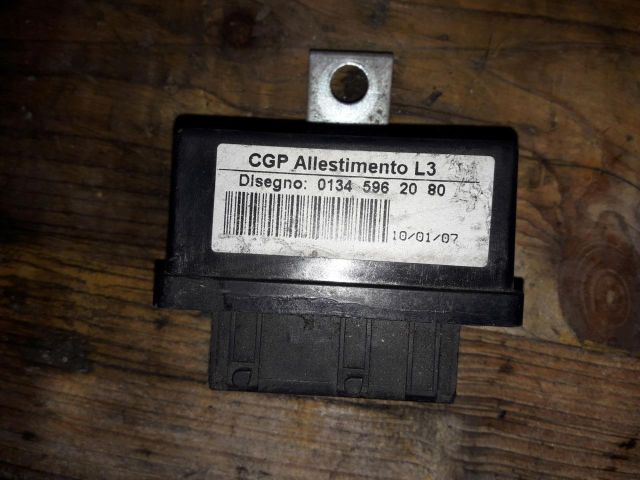 CGP Allestimento L3
Disegno: 0134 596 20 80
10/01/07